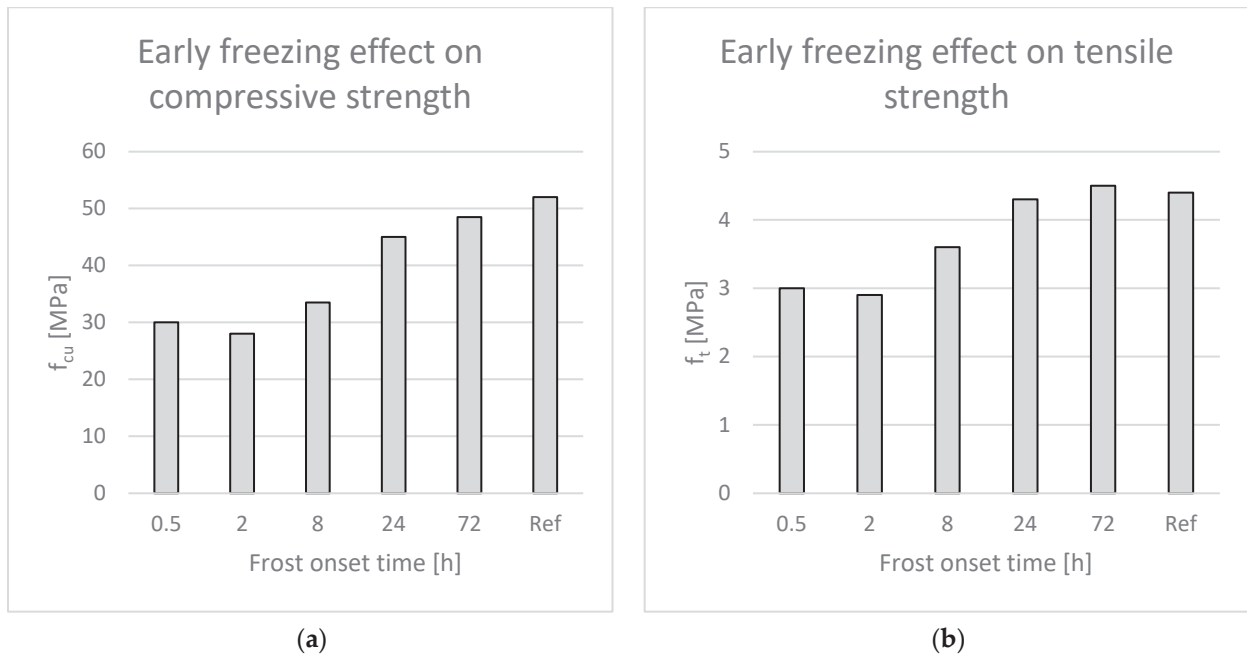 Early freezing effect on
compressive strength
60
50
40
30
20
10
0
f_cu [MPa]
0.5 2 8 24 72 Ref
Frost onset time [h]
(a)
Early freezing effect on tensile
strength
5
4
3
2
1
0
f_t [MPa]
0.5 2 8 24 72 Ref
Frost onset time [h]
(b)